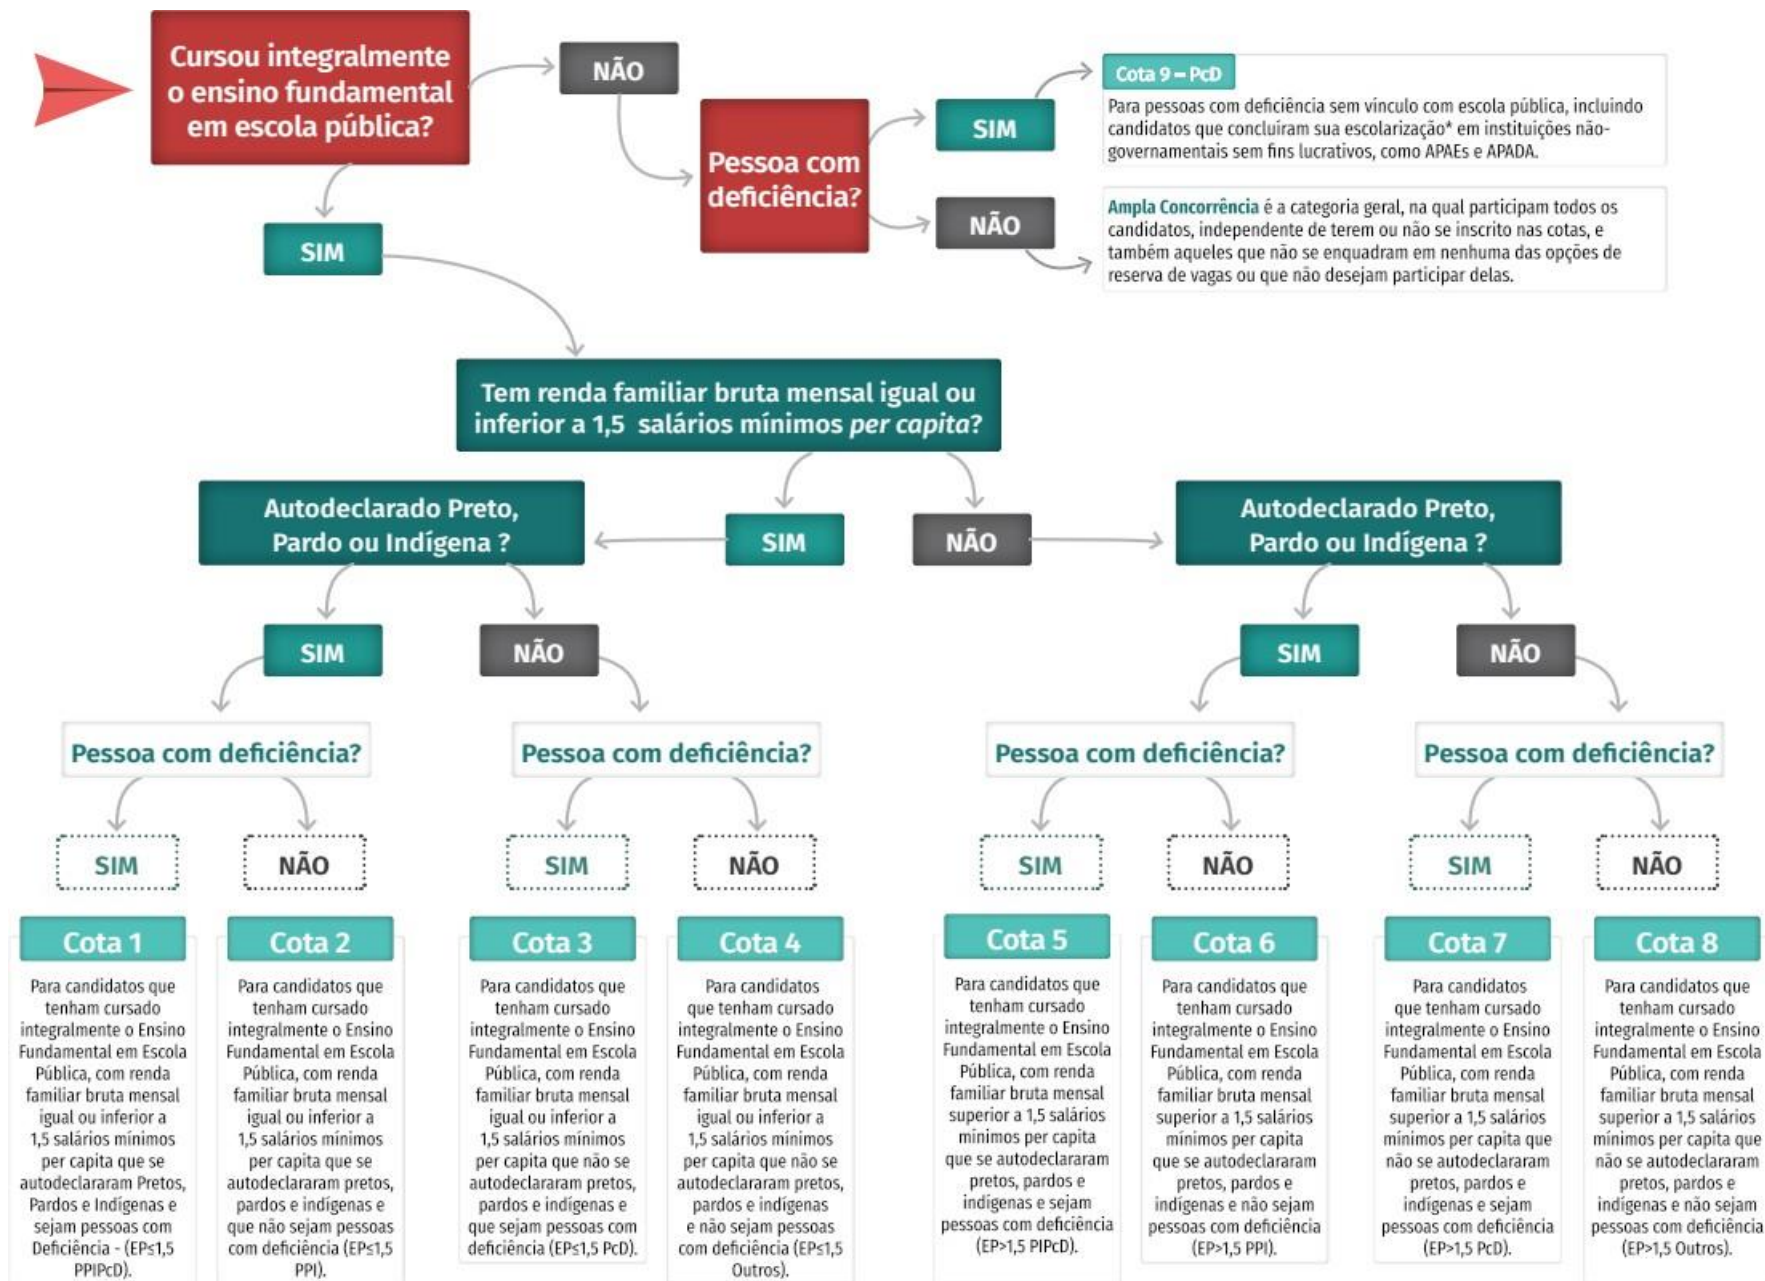 Cursou integralmente
o ensino fundamental
em escola pública?
NÃO
Pessoa com
deficiência?
SIM
Cota 9 – PcD
Para pessoas com deficiência sem vínculo com escola pública, incluindo
candidatos que concluíram sua escolarização* em instituições não-
governamentais sem fins lucrativos, como APAEs e APADA.
NÃO
Ampla Concorrência é a categoria geral, na qual participam todos os
candidatos, independente de terem ou não se inscrito nas cotas, e
também aqueles que não se enquadram em nenhuma das opções de
reserva de vagas ou que não desejam participar delas.
SIM
Tem renda familiar bruta mensal igual ou
inferior a 1,5 salários mínimos per capita?
SIM
NÃO
Autodeclarado Preto,
Pardo ou Indígena ?
Autodeclarado Preto,
Pardo ou Indígena ?
SIM
NÃO
SIM
NÃO
Pessoa com deficiência?
Pessoa com deficiência?
Pessoa com deficiência?
Pessoa com deficiência?
SIM
NÃO
SIM
NÃO
SIM
NÃO
SIM
NÃO
Cota 1
Para candidatos que
tenham cursado
integralmente o Ensino
Fundamental em Escola
Pública, com renda
familiar bruta mensal
igual ou inferior a
1,5 salários mínimos
per capita que se
autodeclararam Pretos,
Pardos e Indígenas e
sejam pessoas com
Deficiência - (EP≤1,5
PPIPcD).
Cota 2
Para candidatos que
tenham cursado
integralmente o Ensino
Fundamental em Escola
Pública, com renda
familiar bruta mensal
igual ou inferior a
1,5 salários mínimos
per capita que se
autodeclararam pretos,
pardos e indígenas e
que não sejam pessoas
com deficiência (EP≤1,5
PPI).
Cota 3
Para candidatos que
tenham cursado
integralmente o Ensino
Fundamental em Escola
Pública, com renda
familiar bruta mensal
igual ou inferior a
1,5 salários mínimos
per capita que não se
autodeclararam pretos,
pardos e indígenas e
que sejam pessoas com
deficiência (EP≤1,5 PcD).
Cota 4
Para candidatos
que tenham cursado
integralmente o Ensino
Fundamental em Escola
Pública, com renda
familiar bruta mensal
igual ou inferior a
1,5 salários mínimos
per capita que não se
autodeclararam pretos,
pardos e indígenas
e não sejam pessoas
com deficiência (EP≤1,5
Outros).
Cota 5
Para candidatos que
tenham cursado
integralmente o Ensino
Fundamental em Escola
Pública, com renda
familiar bruta mensal
superior a 1,5 salários
mínimos per capita
que se autodeclararam
pretos, pardos e
indígenas e sejam
pessoas com deficiência
(EP>1,5 PIPcD).
Cota 6
Para candidatos que
tenham cursado
integralmente o Ensino
Fundamental em Escola
Pública, com renda
familiar bruta mensal
superior a 1,5 salários
mínimos per capita
que se autodeclararam
pretos, pardos e
indígenas e não sejam
pessoas com deficiência
(EP>1,5 PPI).
Cota 7
Para candidatos
que tenham cursado
integralmente o Ensino
Fundamental em Escola
Pública, com renda
familiar bruta mensal
superior a 1,5 salários
mínimos per capita que
não se autodeclararam
pretos, pardos e
indígenas e sejam
pessoas com deficiência
(EP>1,5 PcD).
Cota 8
Para candidatos que
tenham cursado
integralmente o Ensino
Fundamental em Escola
Pública, com renda
familiar bruta mensal
superior a 1,5 salários
mínimos per capita que
não se autodeclararam
pretos, pardos e
indígenas e não sejam
pessoas com deficiência
(EP>1,5 Outros).